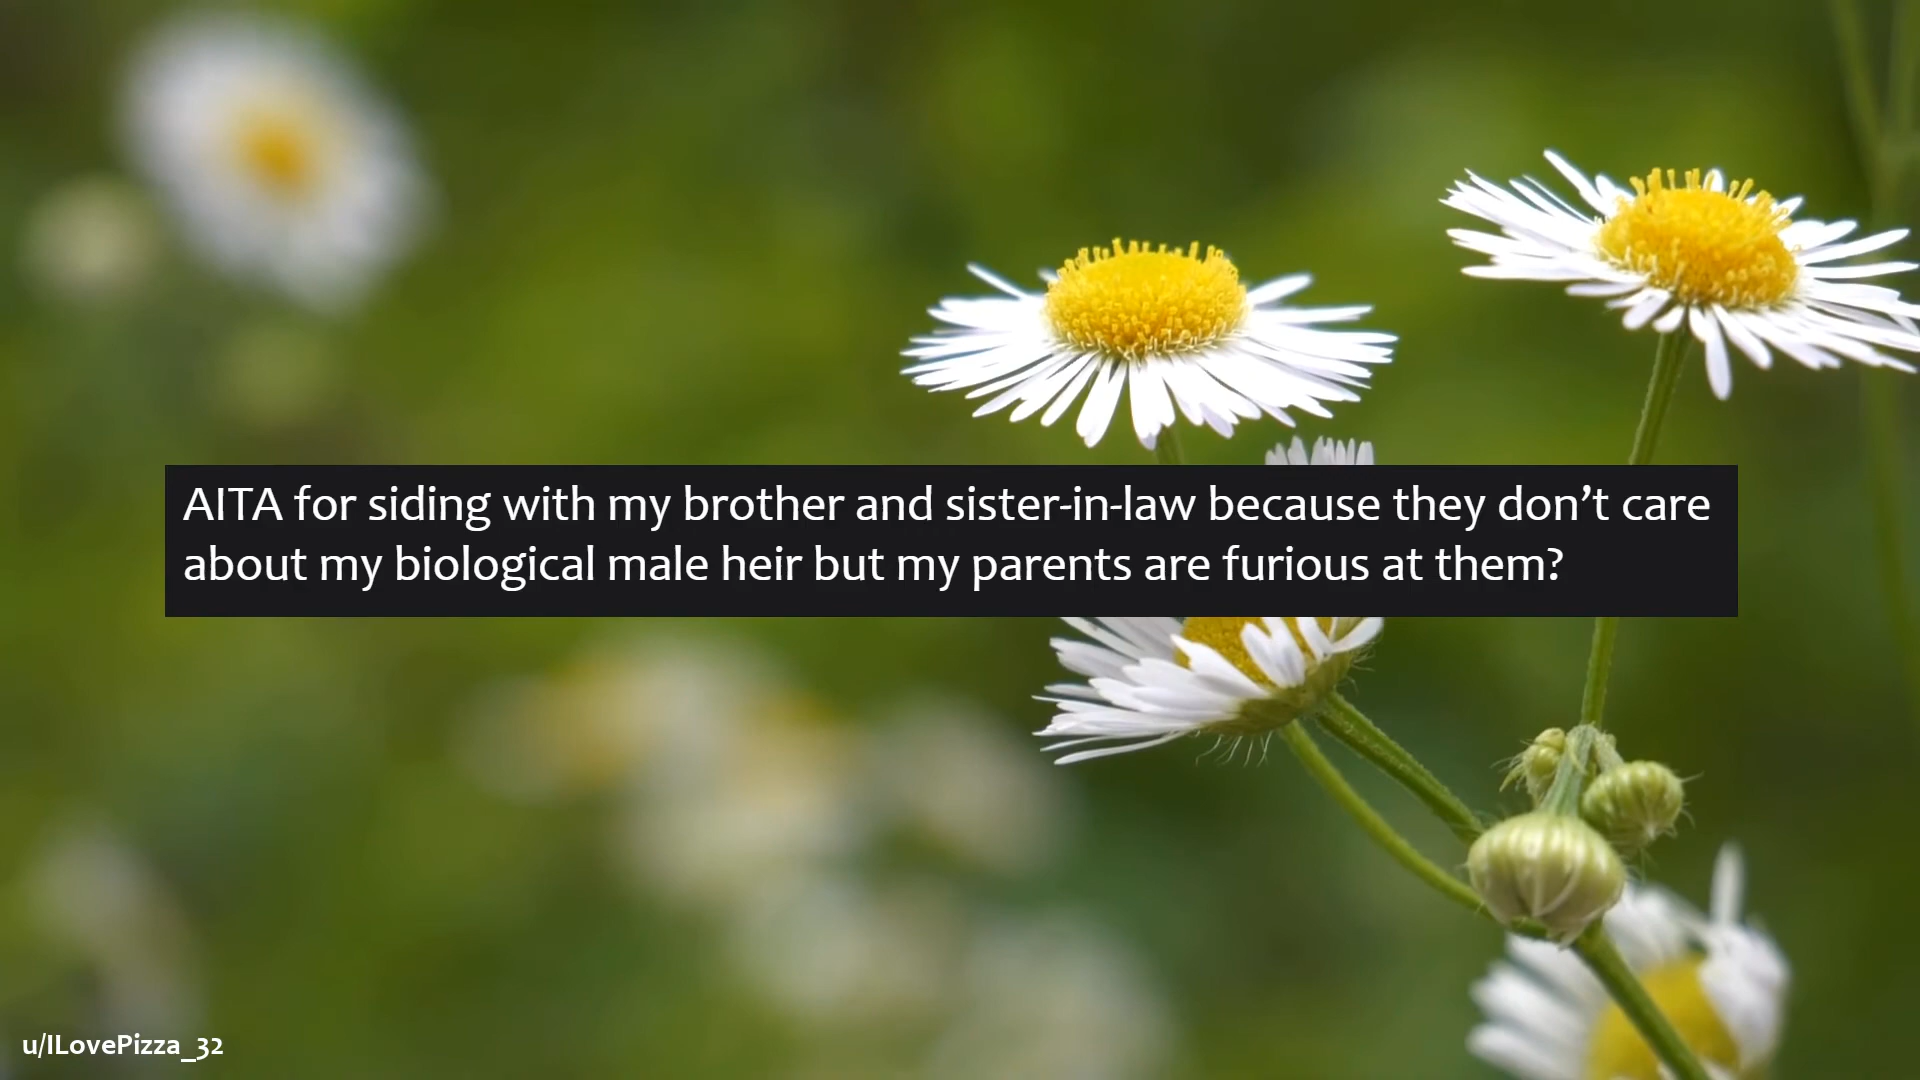 AITA for siding with my brother and sister-in-law because they don’t care
about my biological male heir but my parents are furious at them?
u/ILovePizza_32